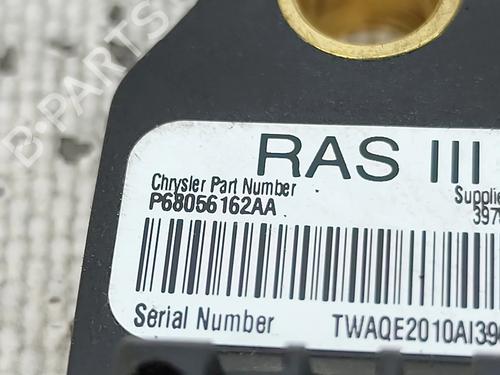 B-PARTS
RAS III
Chrysler Part Number
P68056162AA
Serial Number